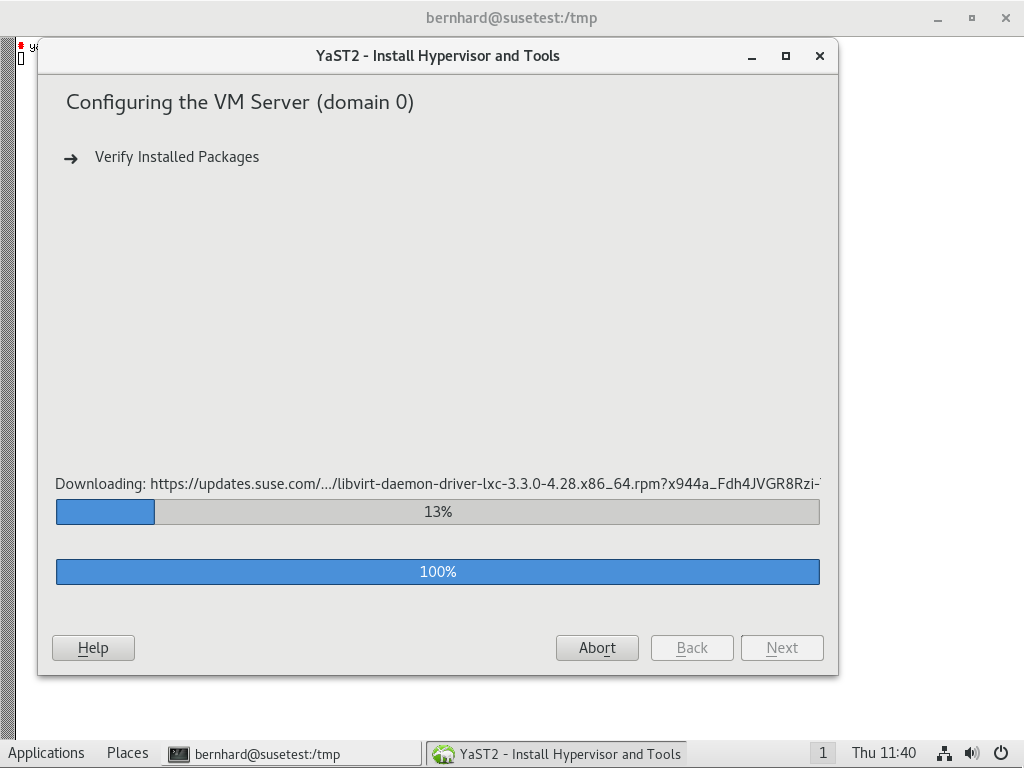 bernhard@susetest:/tmp
YaST2 - Install Hypervisor and Tools
Configuring the VM Server (domain 0)
➔ Verify Installed Packages
Downloading: https://updates.suse.com/.../libvirt-daemon-driver-lxc-3.3.0-4.28.x86_64.rpm?x944a_Fdh4JVGR8Rzi-
13%
100%
Help Abort Back Next
Applications Places bernhard@susetest:/tmp YaST2 - Install Hypervisor and Tools 1 Thu 11:40